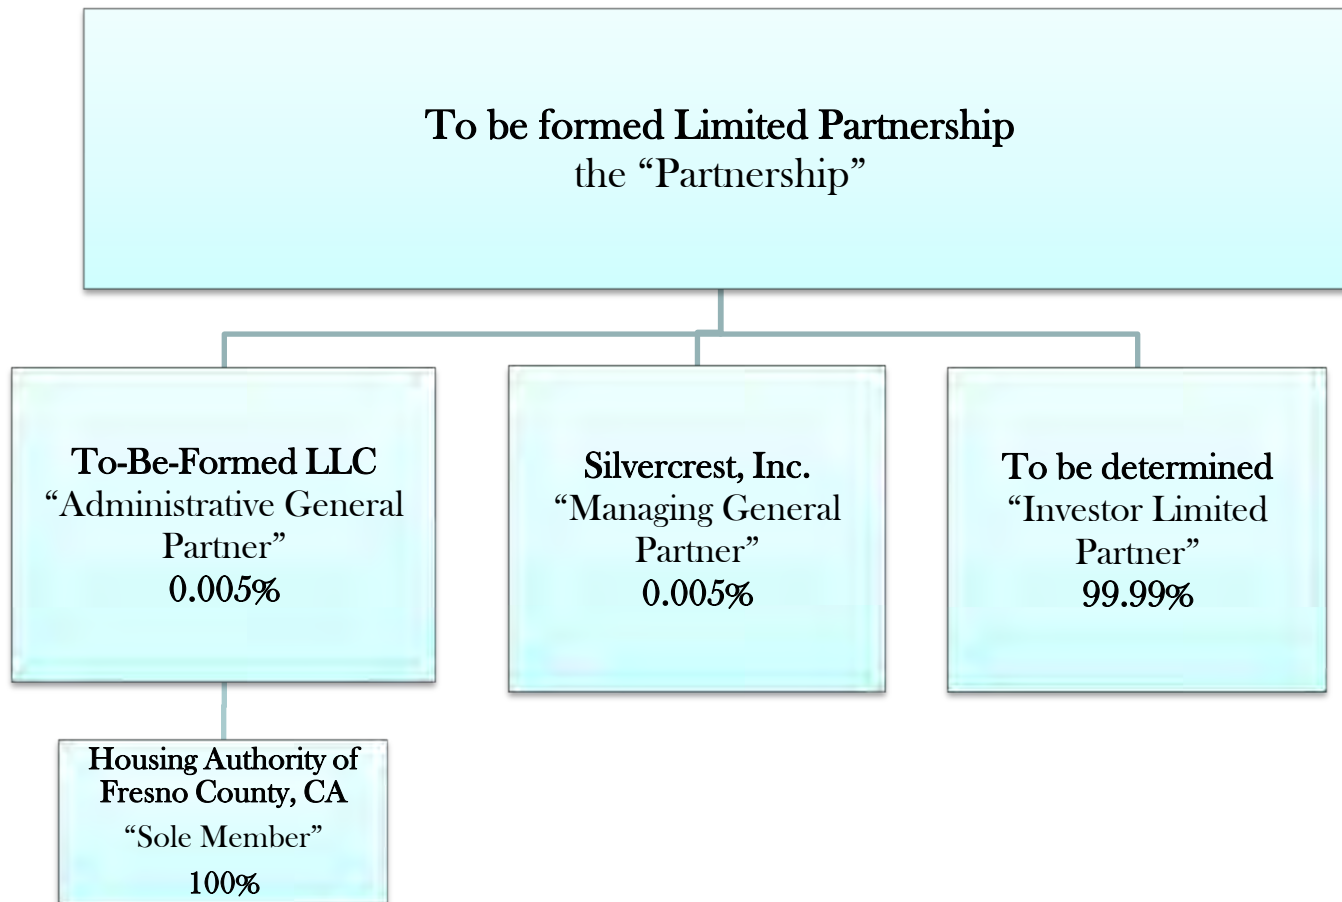 To be formed Limited Partnership
the “Partnership”
To-Be-Formed LLC
“Administrative General
Partner”
0.005%
Silvercrest, Inc.
“Managing General
Partner”
0.005%
To be determined
“Investor Limited
Partner”
99.99%
Housing Authority of
Fresno County, CA
“Sole Member”
100%